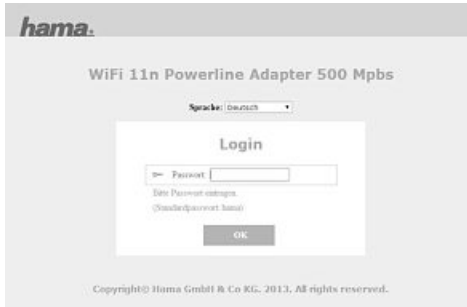 hama.
WiFi 11n Powerline Adapter 500 Mpbs
Sprache: Deutsch
Login
Passwort
Bitte Passwort eintragen.
(Standardpasswort: hama)
OK
Copyright© Hama GmbH & Co KG. 2013. All rights reserved.